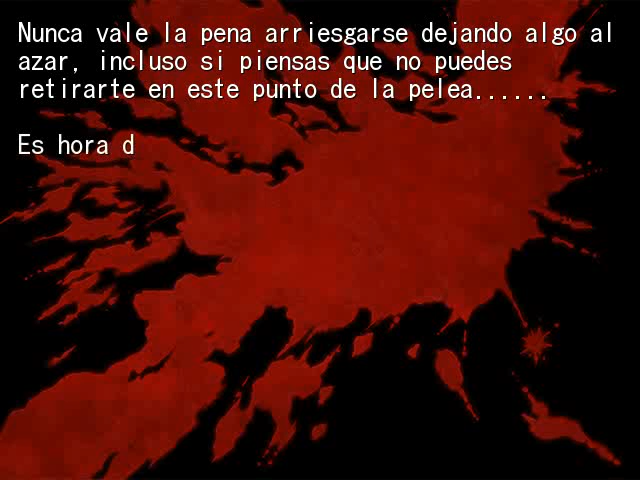 Nunca vale la pena arriesgarse dejando algo al
azar, incluso si piensas que no puedes
retirarte en este punto de la pelea......
Es hora d